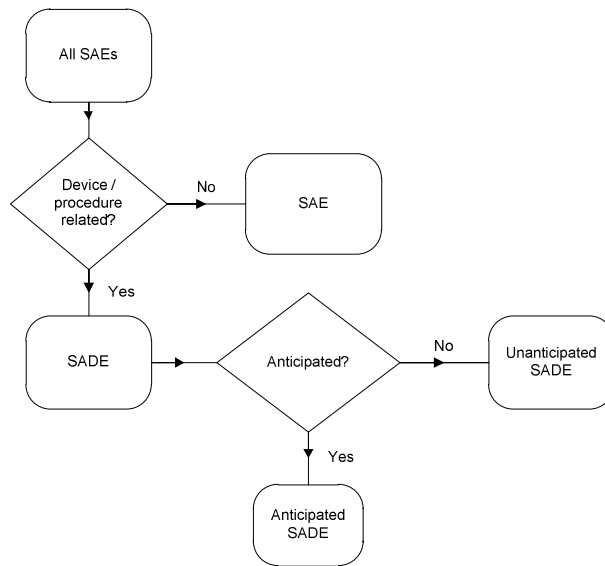 All SAEs
Device /
procedure
related?
No
SAE
Yes
SADE
Anticipated?
No
Unanticipated
SADE
Yes
Anticipated
SADE